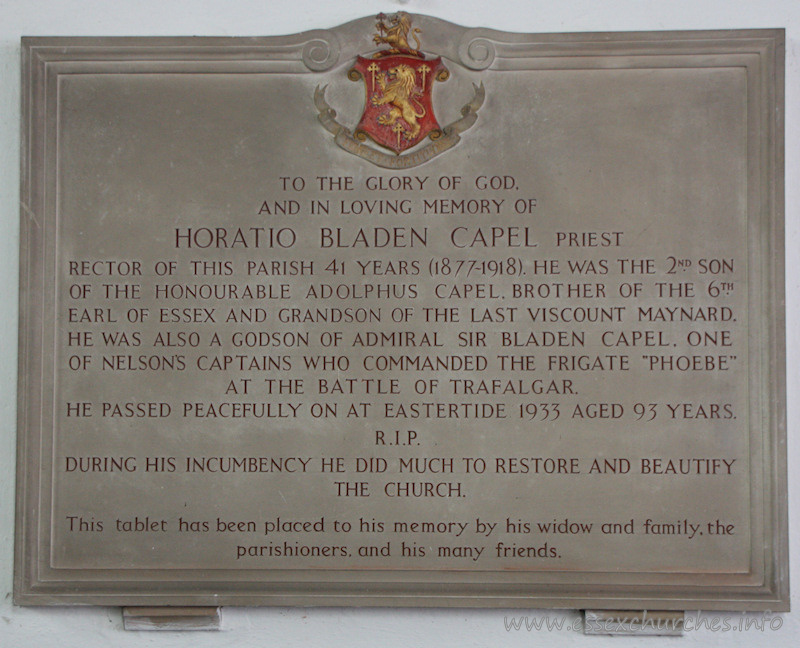 TO THE GLORY OF GOD,
AND IN LOVING MEMORY OF
HORATIO BLADEN CAPEL PRIEST
RECTOR OF THIS PARISH 41 YEARS (1877-1918). HE WAS THE 2ND SON
OF THE HONOURABLE ADOLPHUS CAPEL, BROTHER OF THE 6TH
EARL OF ESSEX AND GRANDSON OF THE LAST VISCOUNT MAYNARD.
HE WAS ALSO A GODSON OF ADMIRAL SIR BLADEN CAPEL, ONE
OF NELSON'S CAPTAINS WHO COMMANDED THE FRIGATE "PHOEBE"
AT THE BATTLE OF TRAFALGAR.
HE PASSED PEACEFULLY ON AT EASTERTIDE 1933 AGED 93 YEARS.
R.I.P.
DURING HIS INCUMBENCY HE DID MUCH TO RESTORE AND BEAUTIFY
THE CHURCH.
This tablet has been placed to his memory by his widow and family, the
parishioners, and his many friends.
www.essexchurches.info